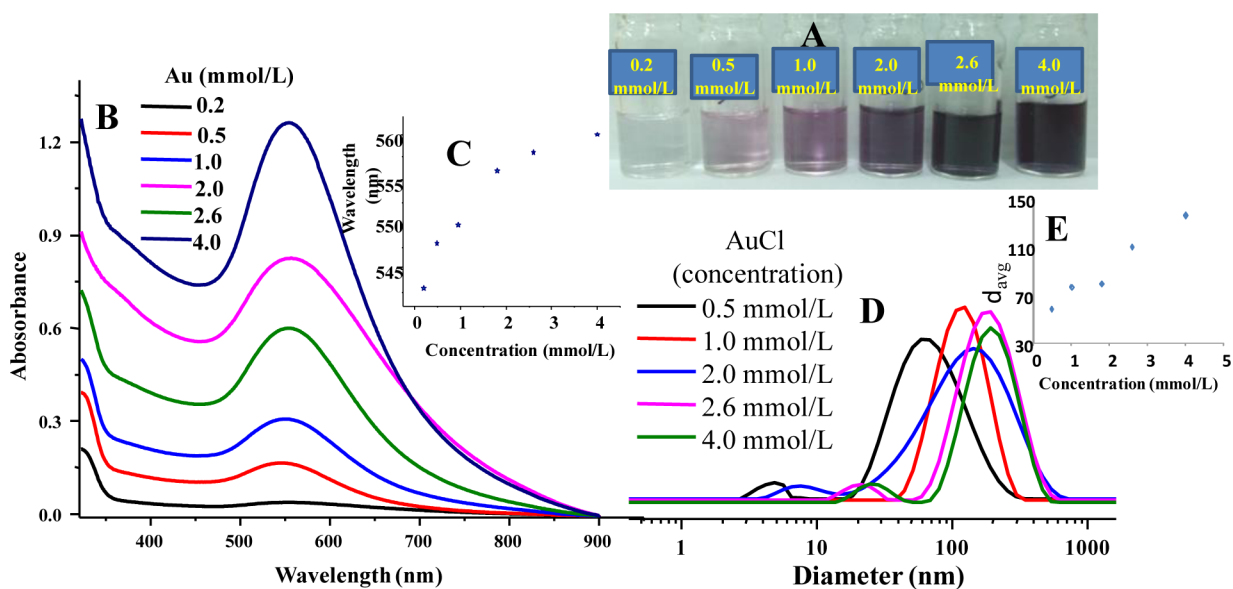 A
0.2
mmol/L
0.5
mmol/L
1.0
mmol/L
2.0
mmol/L
2.6
mmol/L
4.0
mmol/L
B
Au (mmol/L)
0.2
0.5
1.0
2.0
2.6
4.0
1.2
0.9
0.6
0.3
0.0
Abosorbance
400
500
600
700
800
900
Wavelength (nm)
C
560
555
550
545
Wavelength
(nm)
0
1
2
3
4
Concentration (mmol/L)
D
AuCl
(concentration)
0.5 mmol/L
1.0 mmol/L
2.0 mmol/L
2.6 mmol/L
4.0 mmol/L
1
10
100
1000
Diameter (nm)
E
150
110
70
30
davg
0
1
2
3
4
5
Concentration (mmol/L)